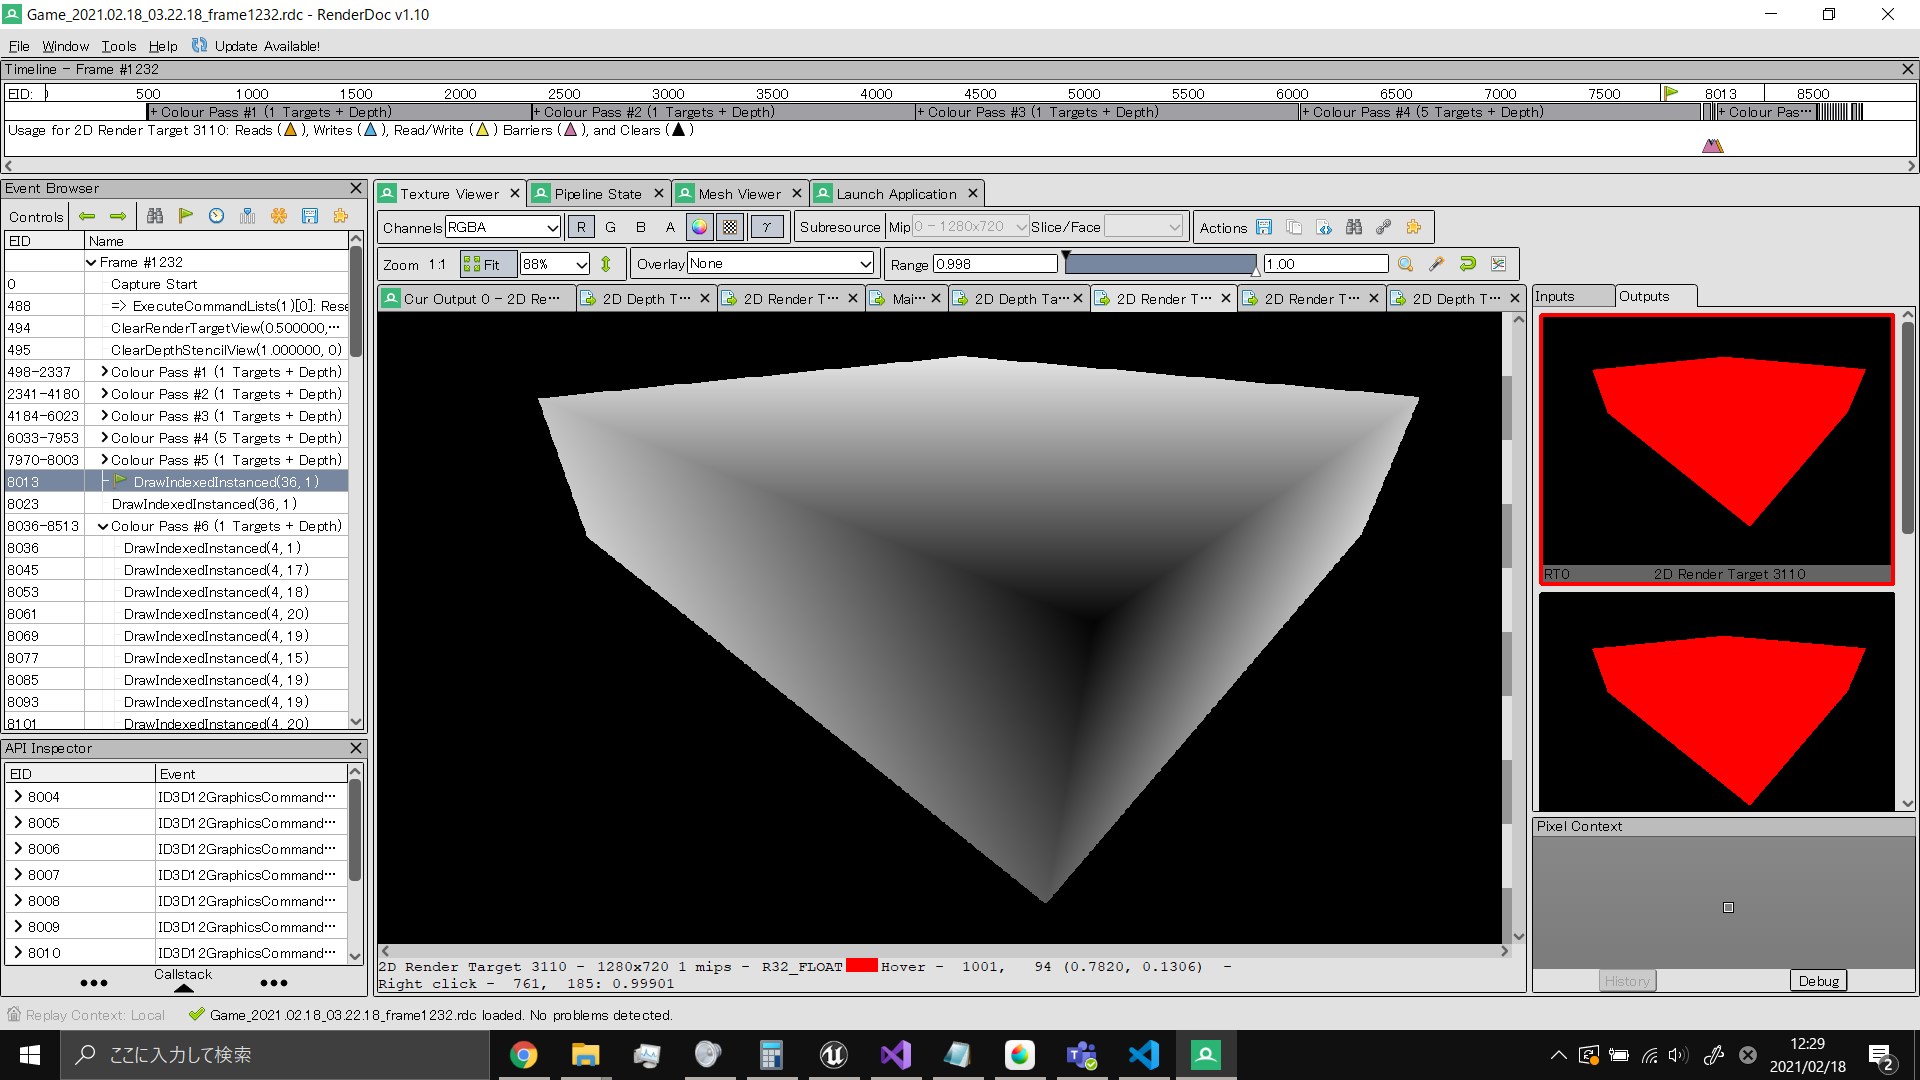 Game_2021.02.18_03.22.18_frame1232.rdc - RenderDoc v1.10
File Window Tools Help Update Available!
Timeline - Frame #1232
EID: 0 500 1000 1500 2000 2500 3000 3500 4000 4500 5000 5500 6000 6500 7000 7500 8013 8500
+ Colour Pass #1 (1 Targets + Depth) + Colour Pass #2 (1 Targets + Depth) + Colour Pass #3 (1 Targets + Depth) + Colour Pass #4 (5 Targets + Depth) + Colour Pas…
Usage for 2D Render Target 3110: Reads ( ), Writes ( ), Read/Write ( ) Barriers ( ), and Clears ( )
Event Browser
Controls
EID Name
Frame #1232
0 Capture Start
488 => ExecuteCommandLists(1)[0]: Rese
494 ClearRenderTargetView(0.500000,…
495 ClearDepthStencilView(1.000000, 0)
498-2337 Colour Pass #1 (1 Targets + Depth)
2341-4180 Colour Pass #2 (1 Targets + Depth)
4184-6023 Colour Pass #3 (1 Targets + Depth)
6033-7953 Colour Pass #4 (5 Targets + Depth)
7970-8003 Colour Pass #5 (1 Targets + Depth)
8013 DrawIndexedInstanced(36, 1)
8023 DrawIndexedInstanced(36, 1)
8036-8513 Colour Pass #6 (1 Targets + Depth)
8036 DrawIndexedInstanced(4, 1)
8045 DrawIndexedInstanced(4, 17)
8053 DrawIndexedInstanced(4, 18)
8061 DrawIndexedInstanced(4, 20)
8069 DrawIndexedInstanced(4, 19)
8077 DrawIndexedInstanced(4, 15)
8085 DrawIndexedInstanced(4, 19)
8093 DrawIndexedInstanced(4, 19)
8101 DrawIndexedInstanced(4, 20)
API Inspector
EID Event
8004 ID3D12GraphicsCommand…
8005 ID3D12GraphicsCommand…
8006 ID3D12GraphicsCommand…
8007 ID3D12GraphicsCommand…
8008 ID3D12GraphicsCommand…
8009 ID3D12GraphicsCommand…
8010 ID3D12GraphicsCommand…
Callstack
Texture Viewer Pipeline State Mesh Viewer Launch Application
Channels RGBA R G B A γ Subresource Mip 0 - 1280x720 Slice/Face Actions
Zoom 1:1 Fit 88% Overlay None Range 0.998 1.00
Cur Output 0 - 2D Re… 2D Depth T… 2D Render T… Mai… 2D Depth Ta… 2D Render T… 2D Render T… 2D Depth T…
2D Render Target 3110 - 1280x720 1 mips - R32_FLOAT Hover - 1001, 94 (0.7820, 0.1306) -
Right click - 761, 185: 0.99901
Inputs Outputs
RT0 2D Render Target 3110
Pixel Context
History Debug
Replay Context: Local Game_2021.02.18_03.22.18_frame1232.rdc loaded. No problems detected.
ここに入力して検索
12:29
2021/02/18
2